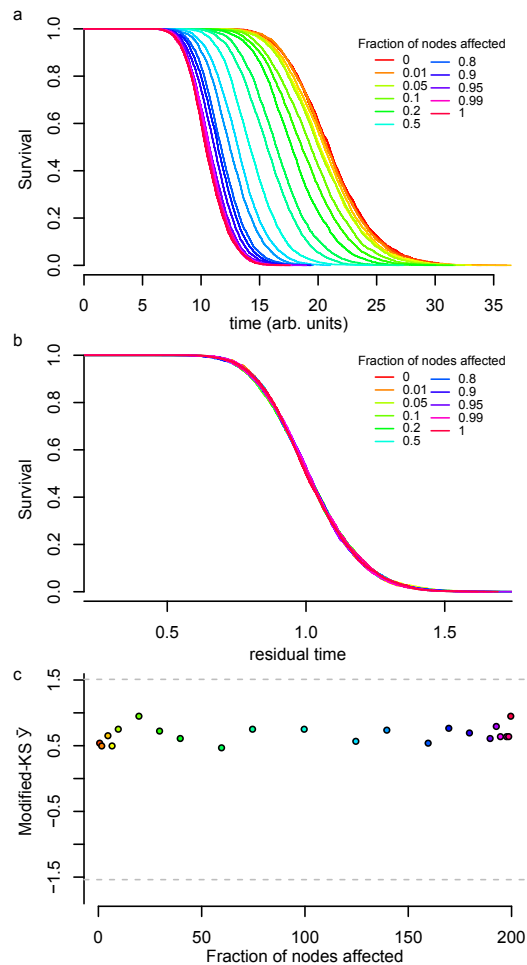 a
Fraction of nodes affected
0 0.8
0.01 0.9
0.05 0.95
0.1 0.99
0.2 1
0.5
Survival
0.0 0.2 0.4 0.6 0.8 1.0
0 5 10 15 20 25 30 35
time (arb. units)
b
Fraction of nodes affected
0 0.8
0.01 0.9
0.05 0.95
0.1 0.99
0.2 1
0.5
Survival
0.0 0.2 0.4 0.6 0.8 1.0
0.5 1.0 1.5
residual time
c
Modified-KS ỹ
−1.5 −0.5 0.5 1.5
0 50 100 150 200
Fraction of nodes affected